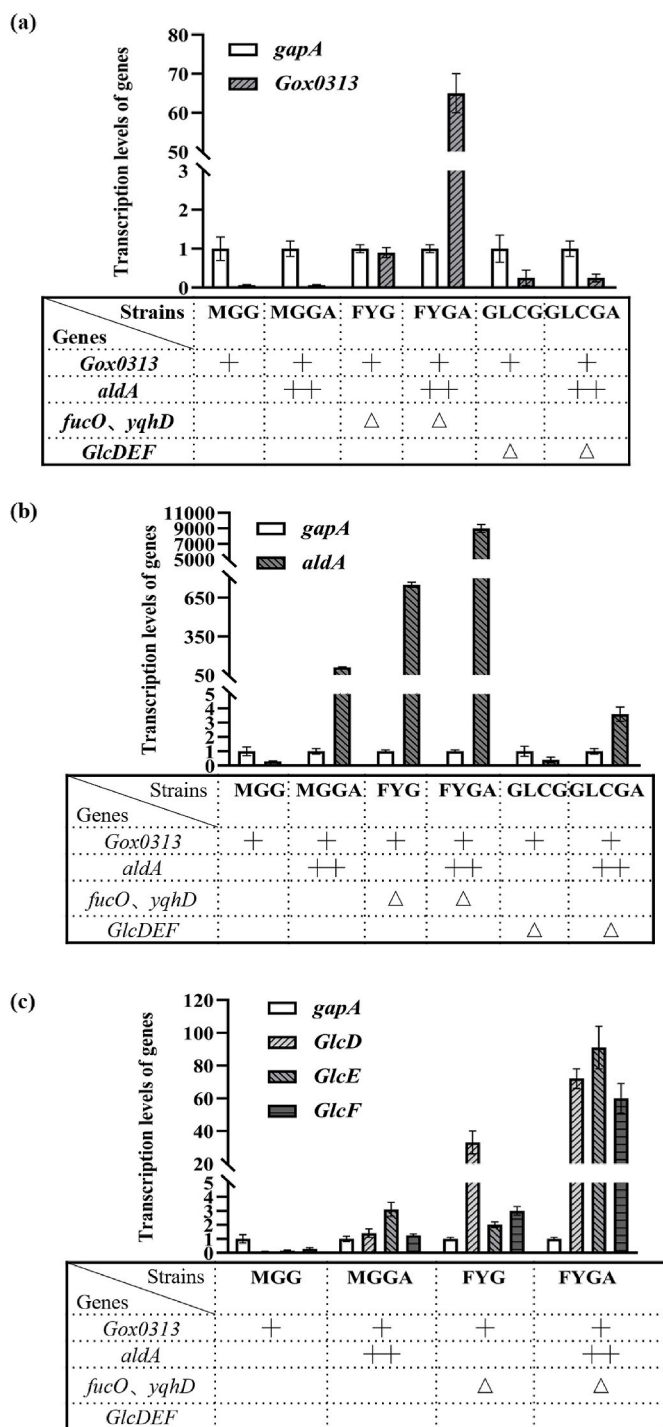 (a)
Transcription levels of genes
80
70
60
50
3
2
1
0
gapA
Gox0313
Strains MGG MGGA FYG FYGA GLCG GLCGA
Genes
Gox0313 + + + + + +
aldA ++ ++ ++
fucO、yqhD △ △
GlcDEF △ △
(b)
Transcription levels of genes
11000
9000
7000
5000
650
350
50
5
4
3
2
1
0
gapA
aldA
Strains MGG MGGA FYG FYGA GLCG GLCGA
Genes
Gox0313 + + + + + +
aldA ++ ++ ++
fucO、yqhD △ △
GlcDEF △ △
(c)
Transcription levels of genes
120
100
80
60
40
20
5
4
3
2
1
0
gapA
GlcD
GlcE
GlcF
Strains MGG MGGA FYG FYGA
Genes
Gox0313 + + + +
aldA ++ ++
fucO、yqhD △ △
GlcDEF